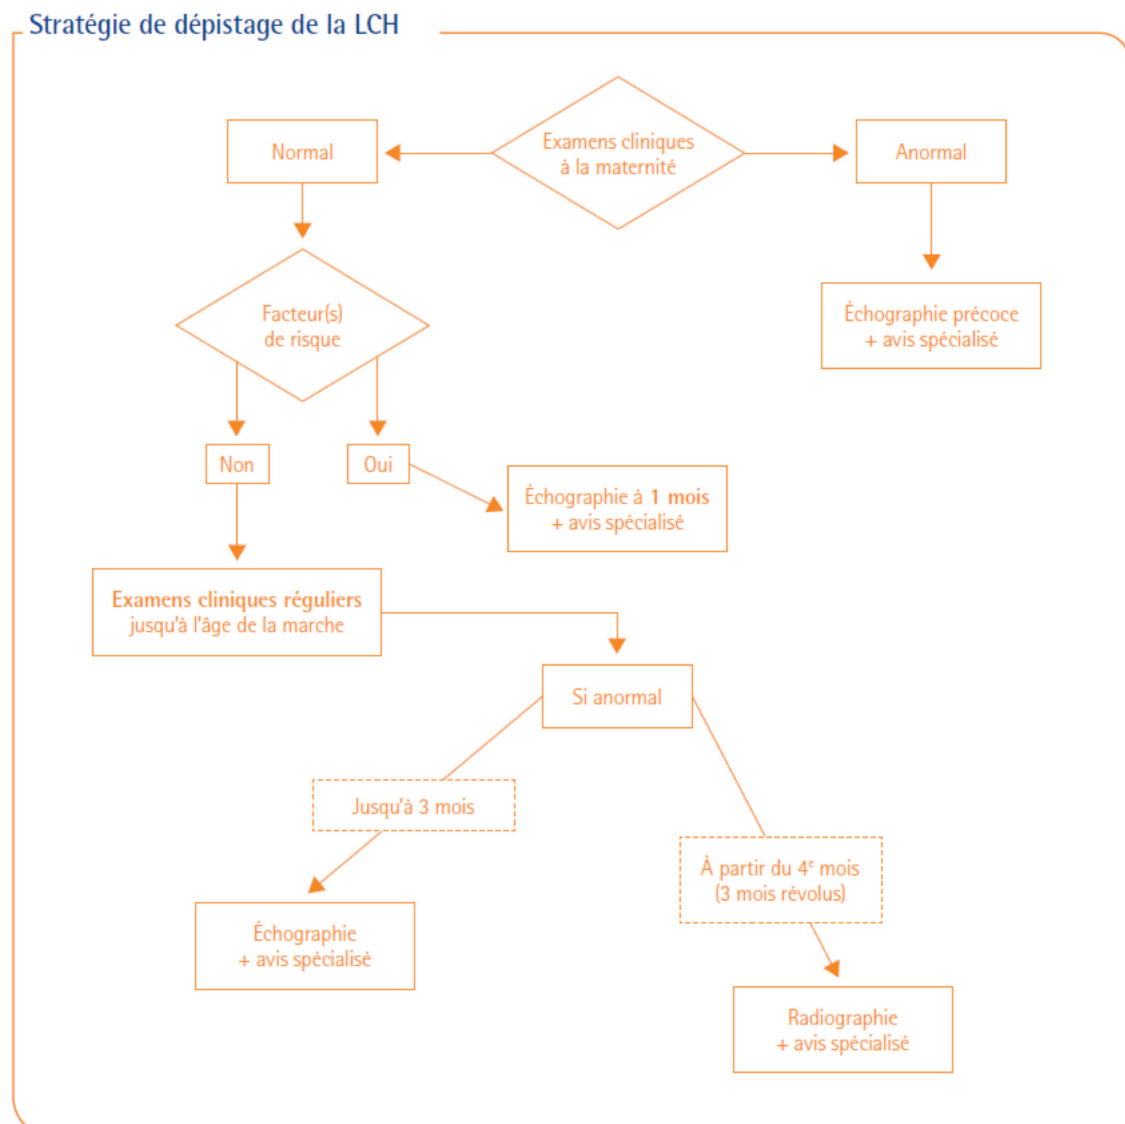 Stratégie de dépistage de la LCH
Normal
Examens cliniques
à la maternité
Anormal
Facteur(s)
de risque
Échographie précoce
+ avis spécialisé
Non
Oui
Échographie à 1 mois
+ avis spécialisé
Examens cliniques réguliers
jusqu'à l'âge de la marche
Si anormal
Jusqu'à 3 mois
À partir du 4e mois
(3 mois révolus)
Échographie
+ avis spécialisé
Radiographie
+ avis spécialisé